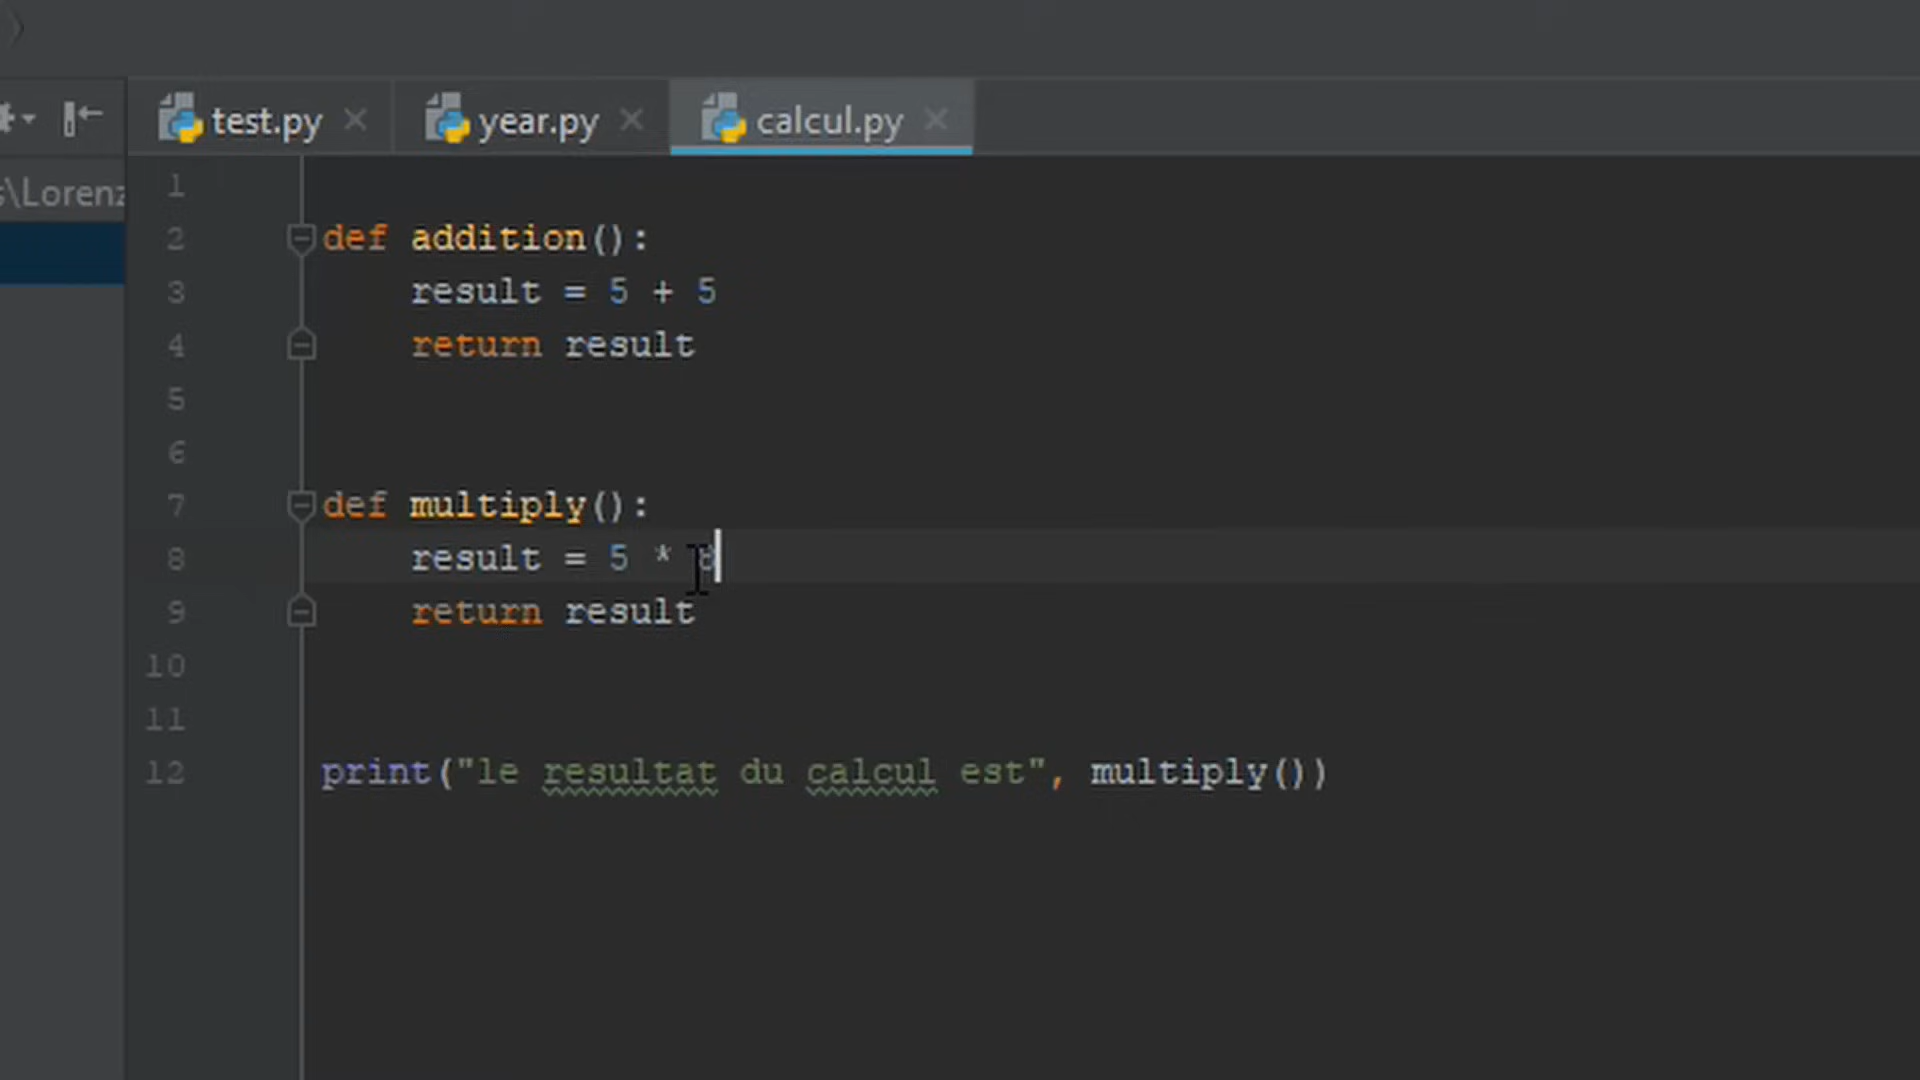 test.py year.py calcul.py
s\Lorenz
1
2 def addition():
3 result = 5 + 5
4 return result
5
6
7 def multiply():
8 result = 5 * 8
9 return result
10
11
12 print("le resultat du calcul est", multiply())